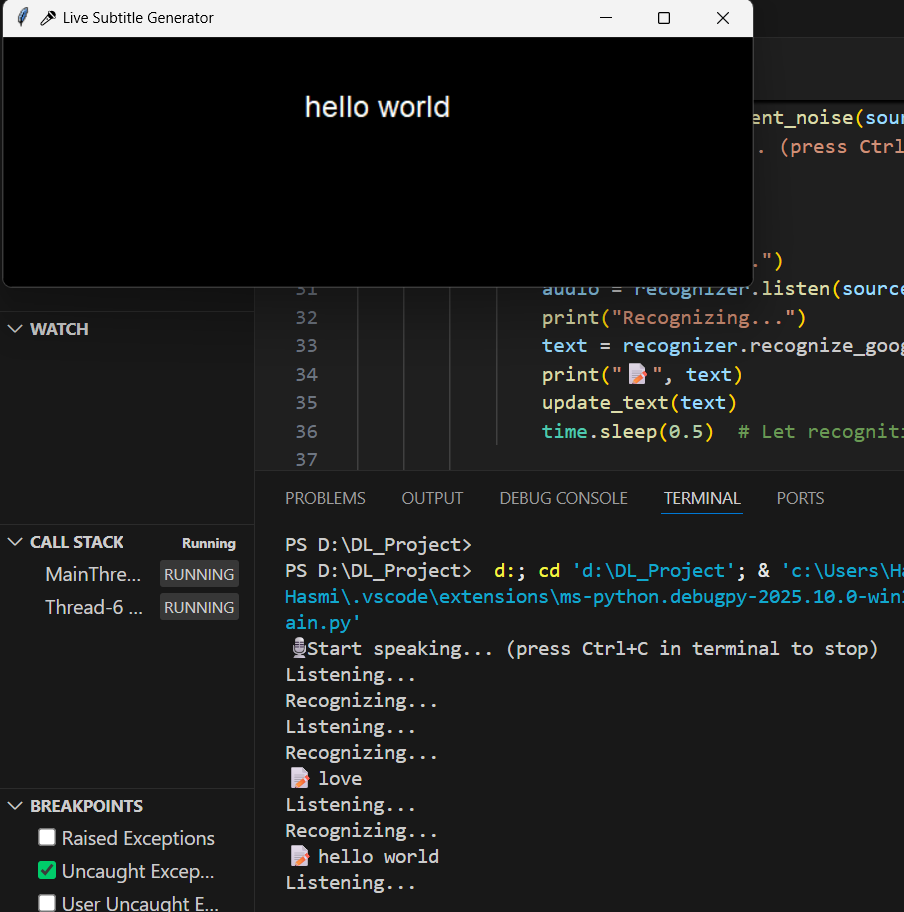 Live Subtitle Generator
hello world
ent_noise(sour
. (press Ctrl
.")
31 audio = recognizer.listen(source
32 print("Recognizing...")
33 text = recognizer.recognize_goog
34 print("📝", text)
35 update_text(text)
36 time.sleep(0.5)  # Let recogniti
37
WATCH
CALL STACK Running
MainThre... RUNNING
Thread-6 ... RUNNING
BREAKPOINTS
Raised Exceptions
Uncaught Excep...
User Uncaught E...
PROBLEMS OUTPUT DEBUG CONSOLE TERMINAL PORTS
PS D:\DL_Project>
PS D:\DL_Project>  d:; cd 'd:\DL_Project'; & 'c:\Users\Ha
Hasmi\.vscode\extensions\ms-python.debugpy-2025.10.0-win3
ain.py'
🎙Start speaking... (press Ctrl+C in terminal to stop)
Listening...
Recognizing...
Listening...
Recognizing...
📝 love
Listening...
Recognizing...
📝 hello world
Listening...